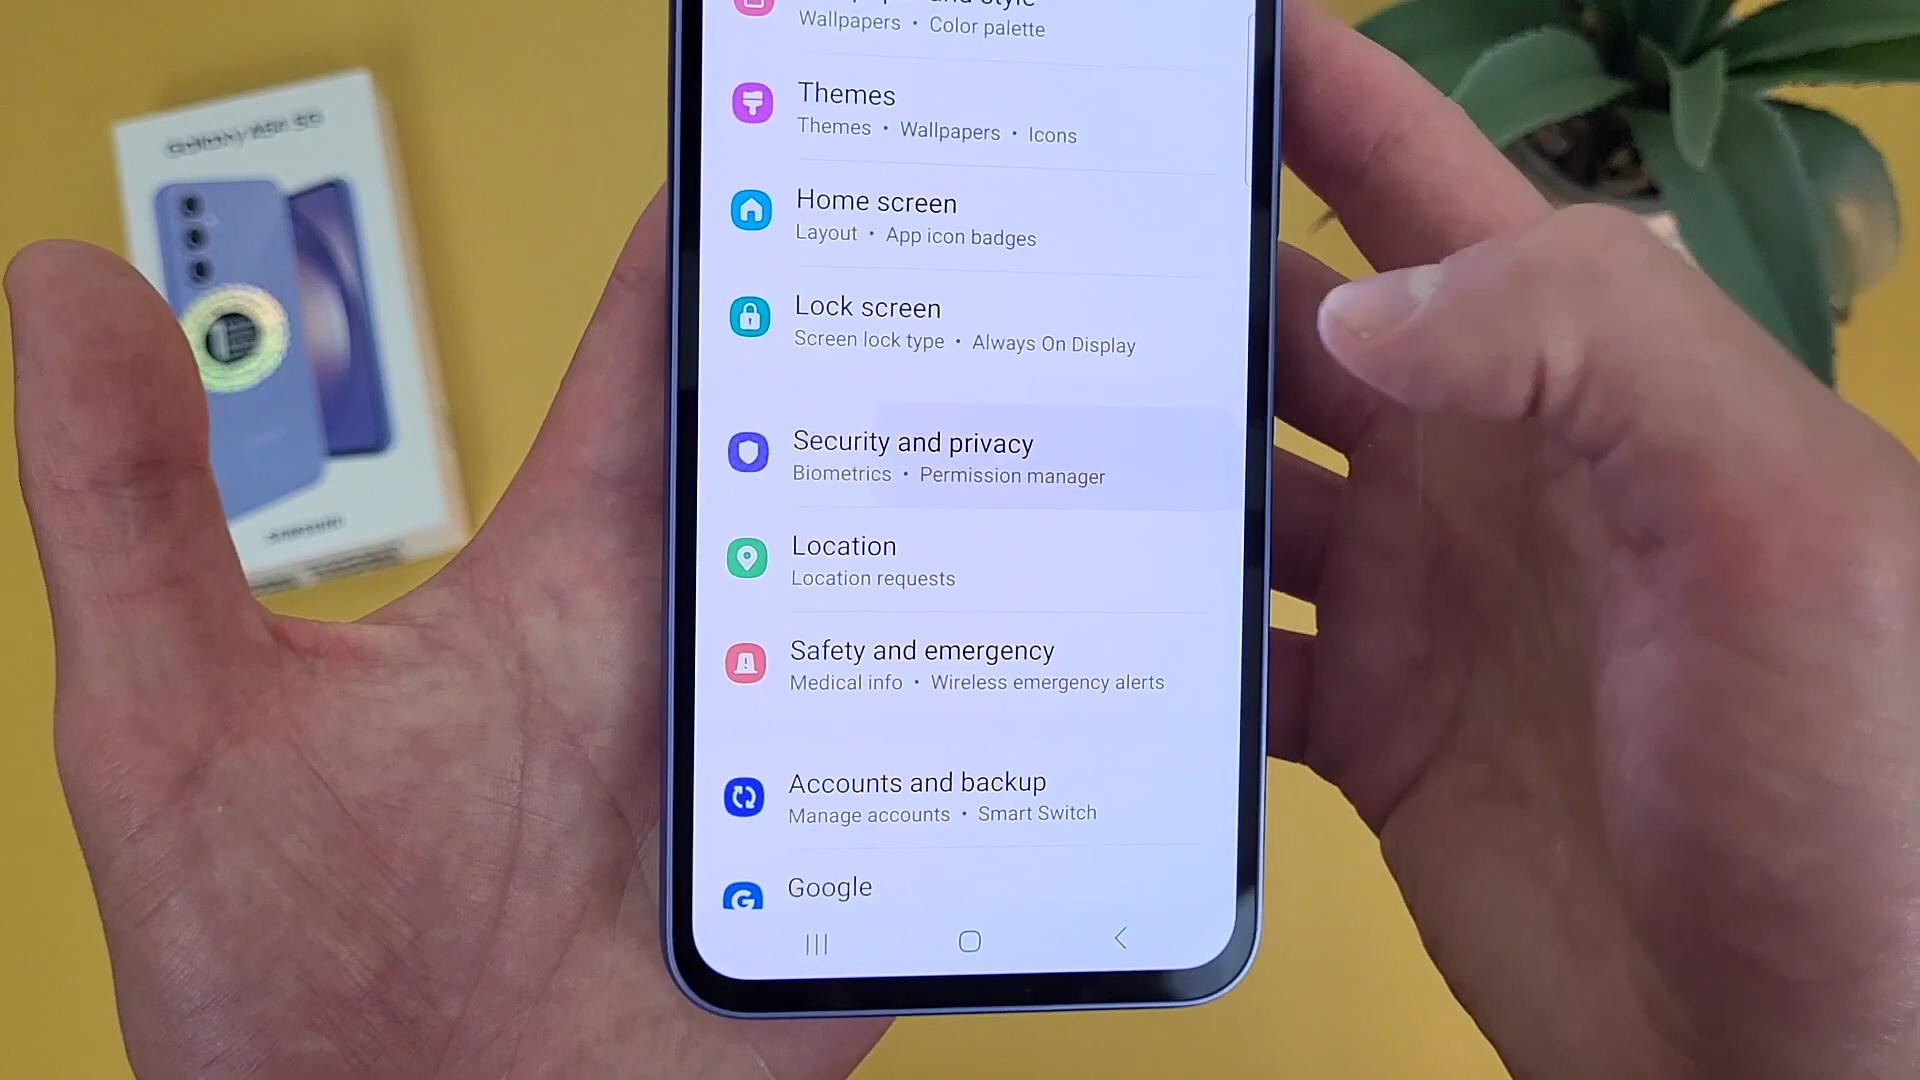 Wallpapers • Color palette
Themes
Themes • Wallpapers • Icons
Home screen
Layout • App icon badges
Lock screen
Screen lock type • Always On Display
Security and privacy
Biometrics • Permission manager
Location
Location requests
Safety and emergency
Medical info • Wireless emergency alerts
Accounts and backup
Manage accounts • Smart Switch
Google
SAMSUNG